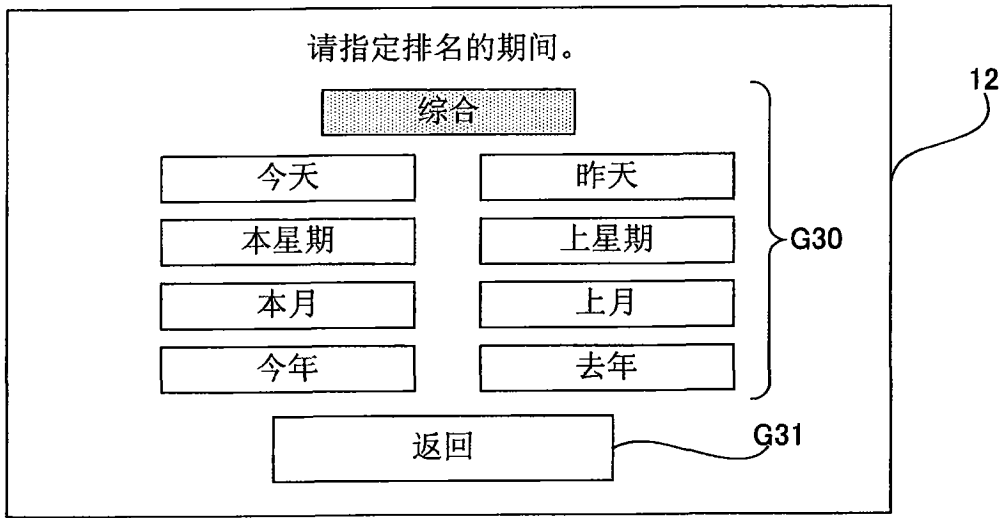 请指定排名的期间。
综合
12
今天 昨天
本星期 上星期
G30
本月 上月
今年 去年
G31
返回